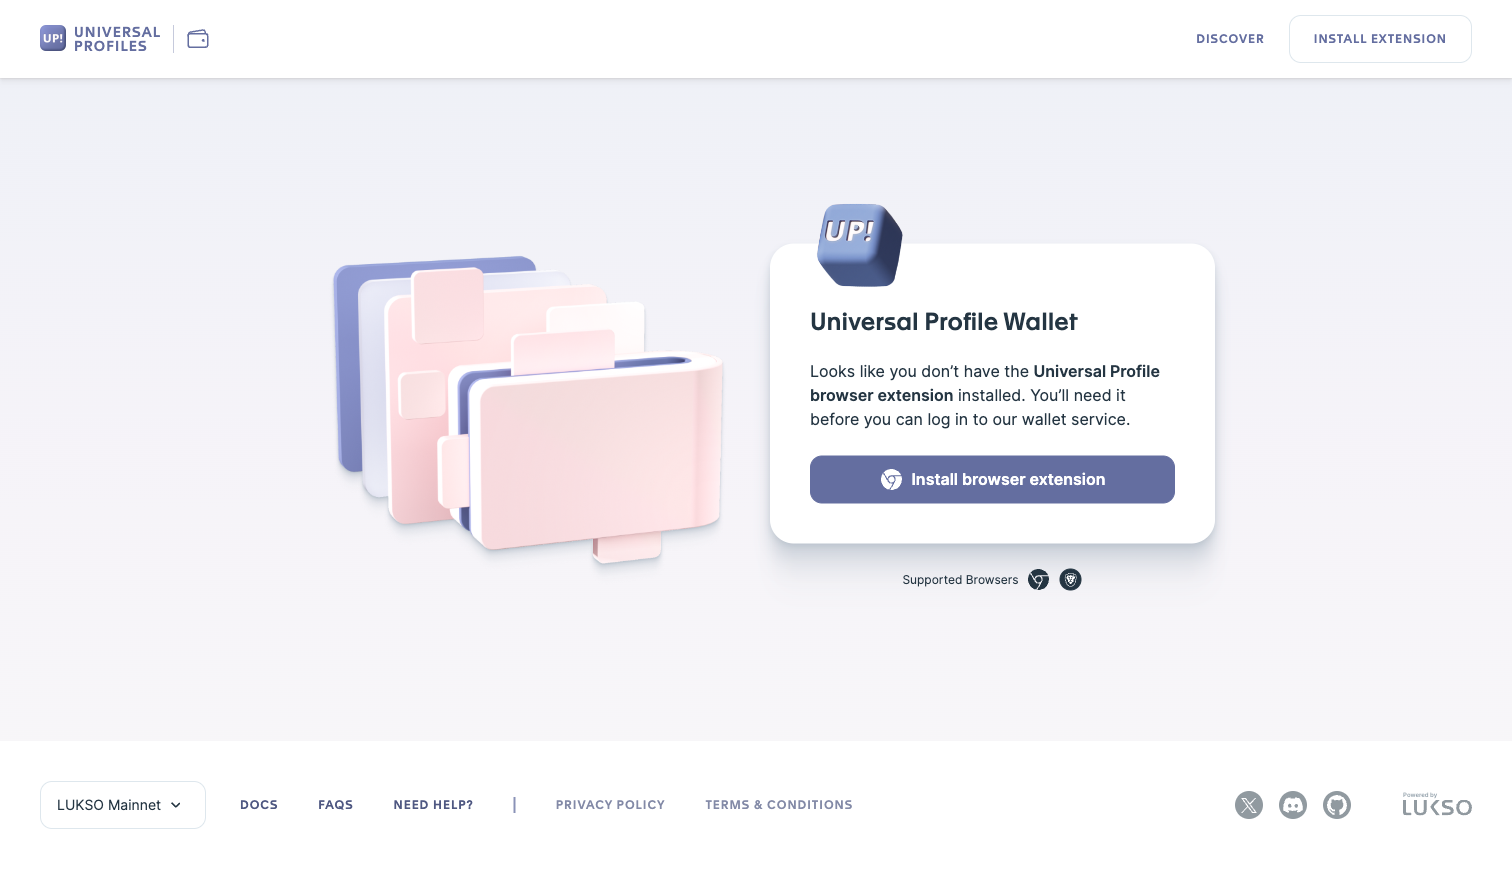 UP!
UNIVERSAL
PROFILES
DISCOVER
INSTALL EXTENSION
UP!
Universal Profile Wallet
Looks like you don’t have the Universal Profile
browser extension installed. You’ll need it
before you can log in to our wallet service.
Install browser extension
Supported Browsers
LUKSO Mainnet
DOCS
FAQS
NEED HELP?
|
PRIVACY POLICY
TERMS & CONDITIONS
Powered by
LUKSO